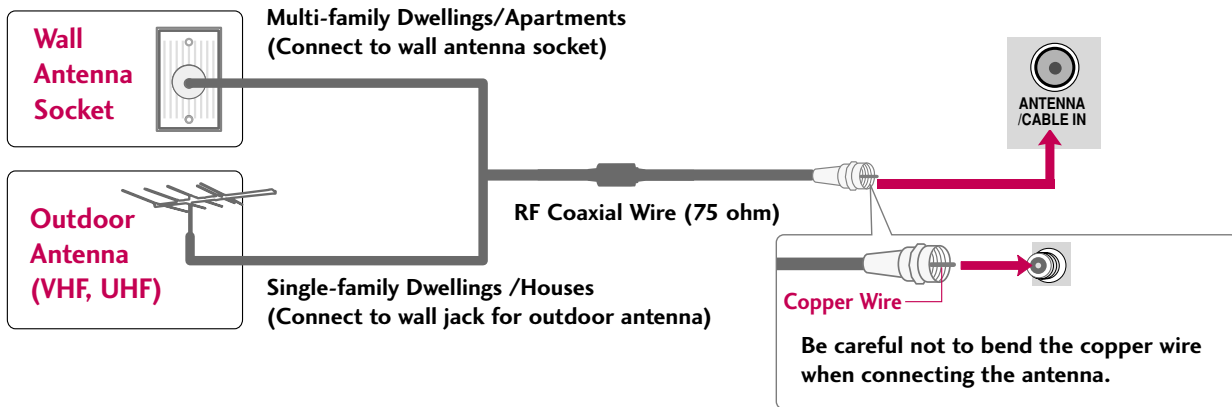 Wall
Antenna
Socket
Multi-family Dwellings/Apartments
(Connect to wall antenna socket)
ANTENNA
/CABLE IN
Outdoor
Antenna
(VHF, UHF)
RF Coaxial Wire (75 ohm)
Single-family Dwellings /Houses
(Connect to wall jack for outdoor antenna)
Copper Wire
Be careful not to bend the copper wire
when connecting the antenna.